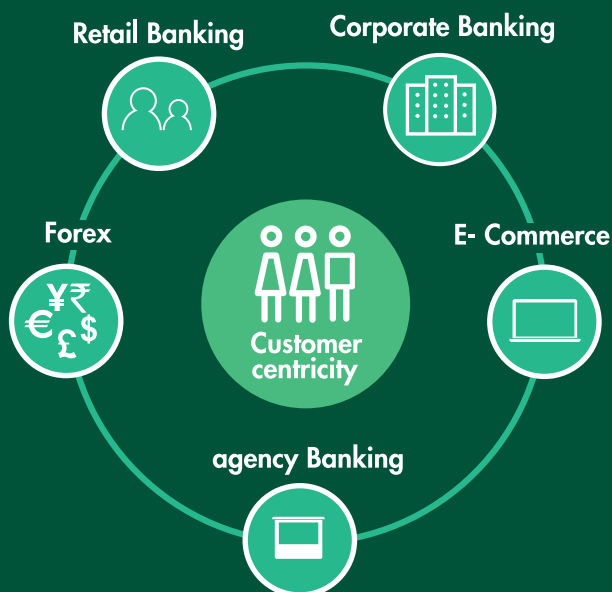 Retail Banking
Corporate Banking
Forex
E- Commerce
¥₹
€£$
Customer
centricity
agency Banking